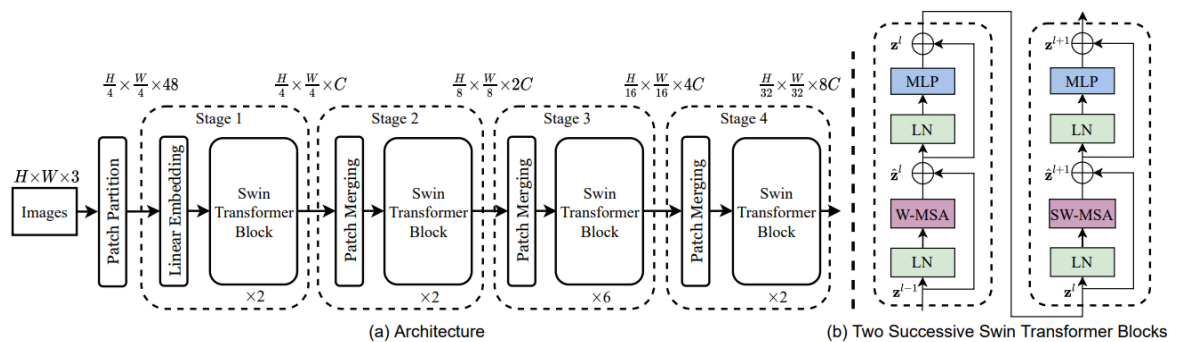 H×W×3
Images
H/4 × W/4 × 48
Patch Partition
Stage 1
Linear Embedding
Swin
Transformer
Block
×2
H/4 × W/4 × C
Stage 2
Patch Merging
Swin
Transformer
Block
×2
H/8 × W/8 × 2C
Stage 3
Patch Merging
Swin
Transformer
Block
×6
H/16 × W/16 × 4C
Stage 4
Patch Merging
Swin
Transformer
Block
×2
H/32 × W/32 × 8C
(a) Architecture
z^l
MLP
LN
ẑ^l
W-MSA
LN
z^{l-1}
z^{l+1}
MLP
LN
ẑ^{l+1}
SW-MSA
LN
z^l
(b) Two Successive Swin Transformer Blocks